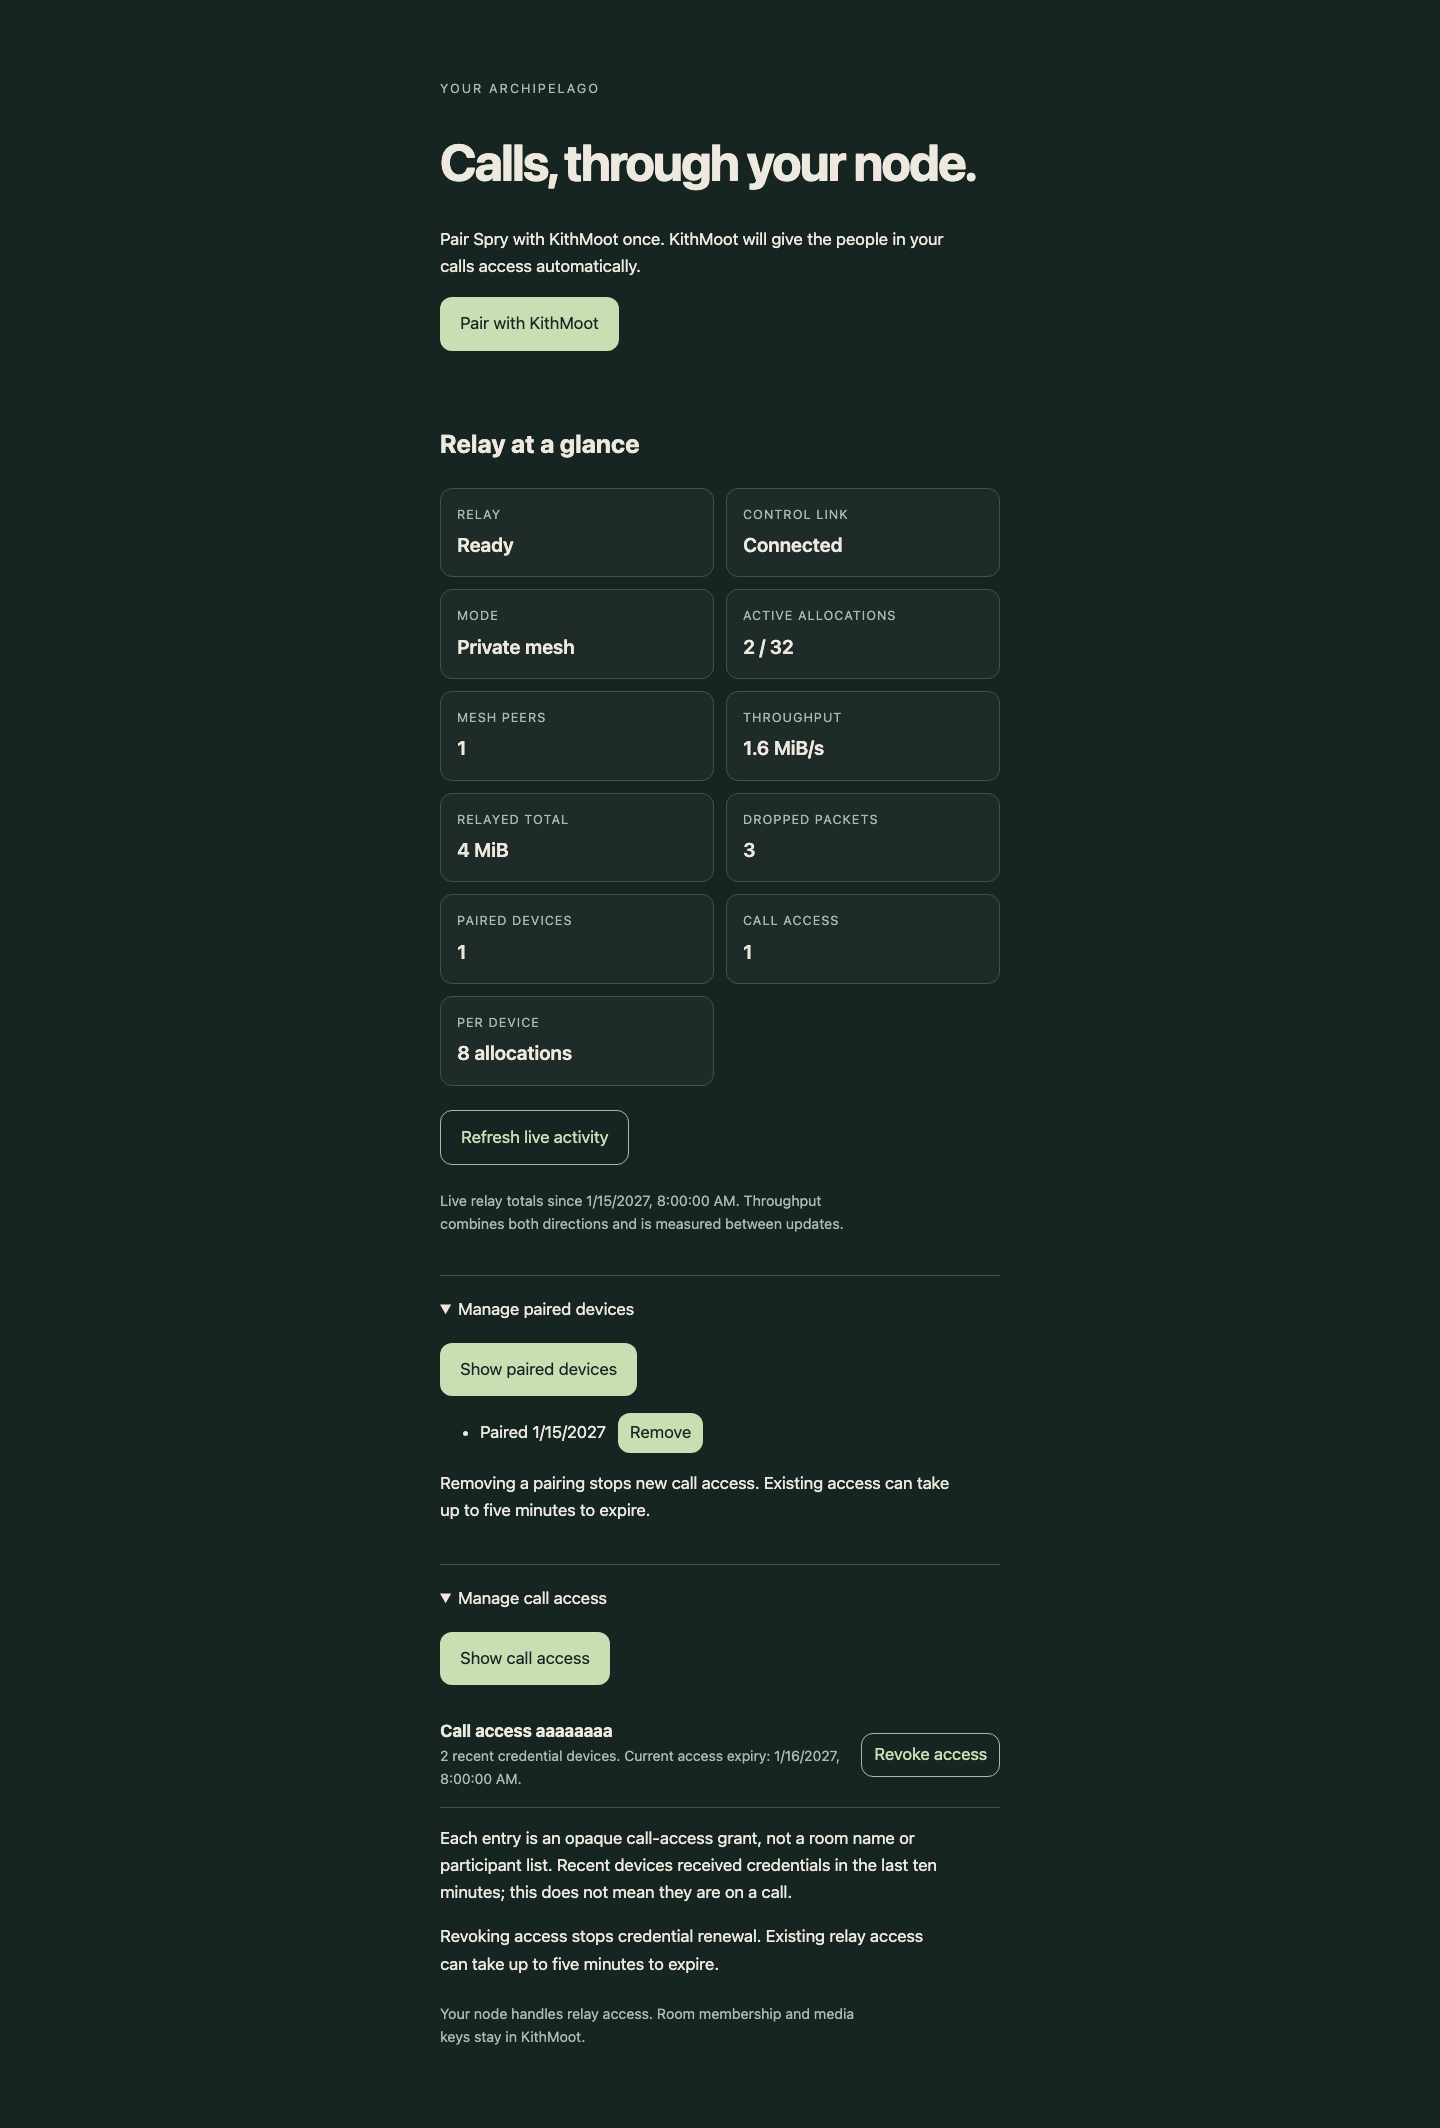 YOUR ARCHIPELAGO
Calls, through your node.
Pair Spry with KithMoot once. KithMoot will give the people in your
calls access automatically.
Pair with KithMoot
Relay at a glance
RELAY
Ready
CONTROL LINK
Connected
MODE
Private mesh
ACTIVE ALLOCATIONS
2 / 32
MESH PEERS
1
THROUGHPUT
1.6 MiB/s
RELAYED TOTAL
4 MiB
DROPPED PACKETS
3
PAIRED DEVICES
1
CALL ACCESS
1
PER DEVICE
8 allocations
Refresh live activity
Live relay totals since 1/15/2027, 8:00:00 AM. Throughput
combines both directions and is measured between updates.
▼ Manage paired devices
Show paired devices
• Paired 1/15/2027 Remove
Removing a pairing stops new call access. Existing access can take
up to five minutes to expire.
▼ Manage call access
Show call access
Call access aaaaaaaa
2 recent credential devices. Current access expiry: 1/16/2027,
8:00:00 AM.
Revoke access
Each entry is an opaque call-access grant, not a room name or
participant list. Recent devices received credentials in the last ten
minutes; this does not mean they are on a call.
Revoking access stops credential renewal. Existing relay access
can take up to five minutes to expire.
Your node handles relay access. Room membership and media
keys stay in KithMoot.